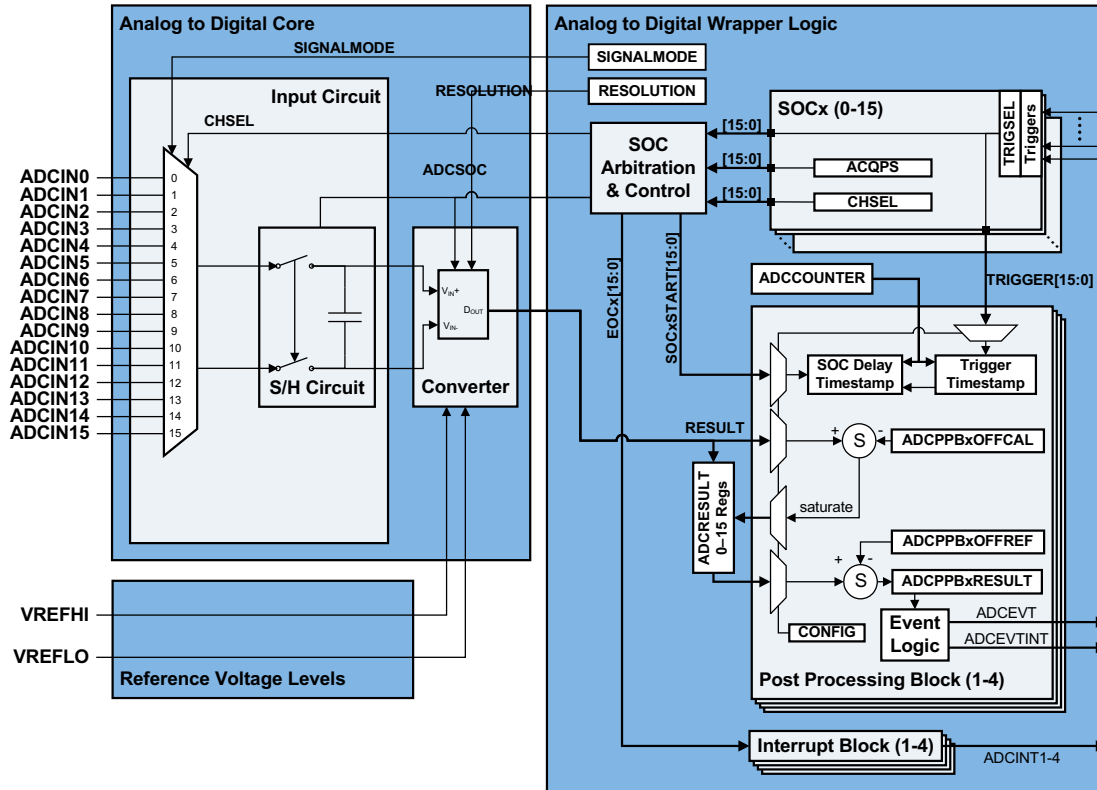 Analog to Digital Core
Analog to Digital Wrapper Logic
SIGNALMODE
SIGNALMODE
Input Circuit
RESOLUTION
RESOLUTION
SOCx (0-15)
TRIGSEL
Triggers
CHSEL
[15:0]
SOC
Arbitration
& Control
ADCSOC
[15:0]
ACQPS
[15:0]
CHSEL
ADCIN0
ADCIN1
ADCIN2
ADCIN3
ADCIN4
ADCIN5
ADCIN6
ADCIN7
ADCIN8
ADCIN9
ADCIN10
ADCIN11
ADCIN12
ADCIN13
ADCIN14
ADCIN15
0
1
2
3
4
5
6
7
8
9
10
11
12
13
14
15
S/H Circuit
VIN+
DOUT
VIN-
Converter
EOCx[15:0]
SOCxSTART[15:0]
ADCCOUNTER
TRIGGER[15:0]
SOC Delay
Timestamp
Trigger
Timestamp
RESULT
+
S
-
ADCPPBxOFFCAL
ADCRESULT
0–15 Regs
saturate
ADCPPBxOFFREF
+
-
S
ADCPPBxRESULT
Event
Logic
ADCEVT
ADCEVTINT
CONFIG
Post Processing Block (1-4)
VREFHI
VREFLO
Reference Voltage Levels
Interrupt Block (1-4)
ADCINT1-4